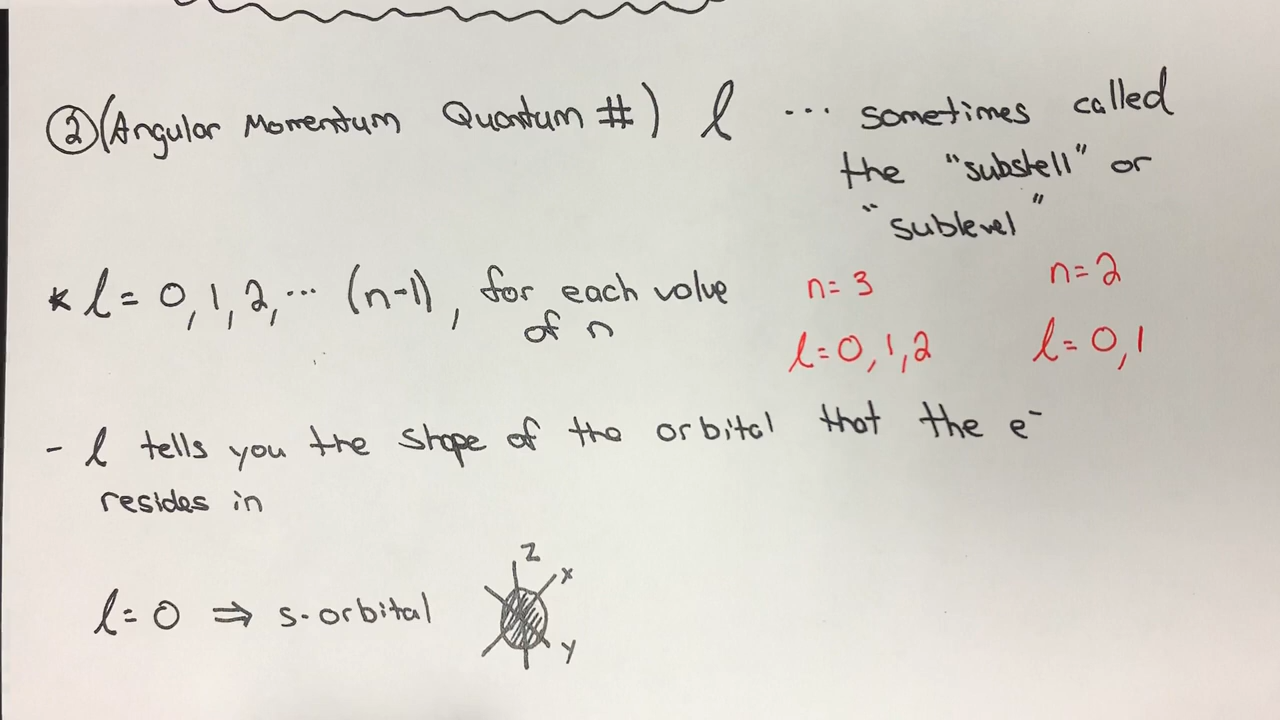 ② (Angular Momentum Quantum #) l ... sometimes called
the "subshell" or
"sublevel"
* l = 0, 1, 2, ... (n-1), for each value
of n
n = 3
l = 0, 1, 2
n = 2
l = 0, 1
- l tells you the shape of the orbital that the e⁻
resides in
l = 0 ⇒ s-orbital
z
x
y